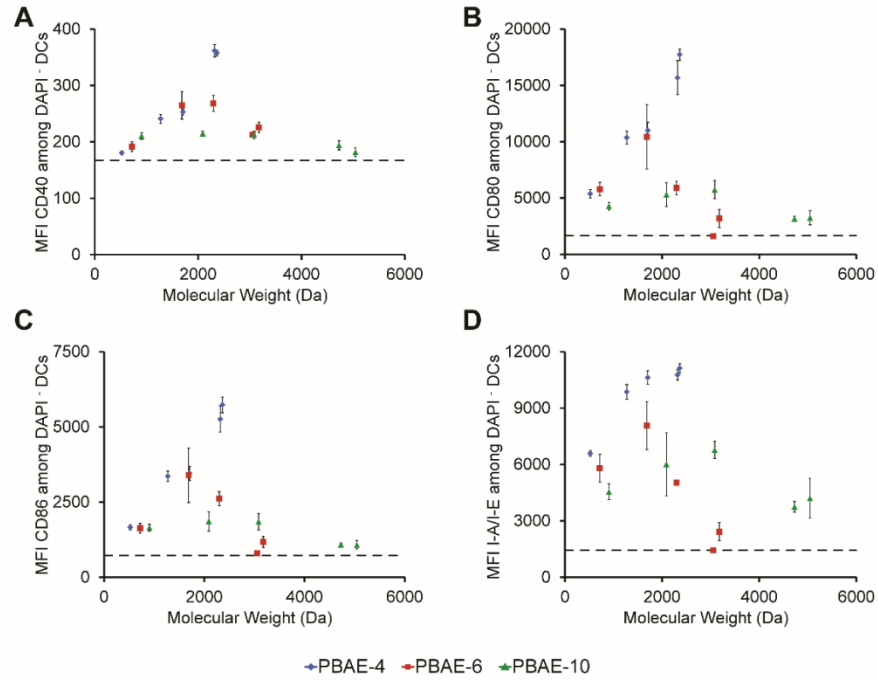 A
MFI CD40 among DAPI - DCs
400
300
200
100
0
0 2000 4000 6000
Molecular Weight (Da)
B
MFI CD80 among DAPI - DCs
20000
15000
10000
5000
0
0 2000 4000 6000
Molecular Weight (Da)
C
MFI CD86 among DAPI - DCs
7500
5000
2500
0
0 2000 4000 6000
Molecular Weight (Da)
D
MFI I-A/I-E among DAPI - DCs
12000
9000
6000
3000
0
0 2000 4000 6000
Molecular Weight (Da)
PBAE-4 PBAE-6 PBAE-10